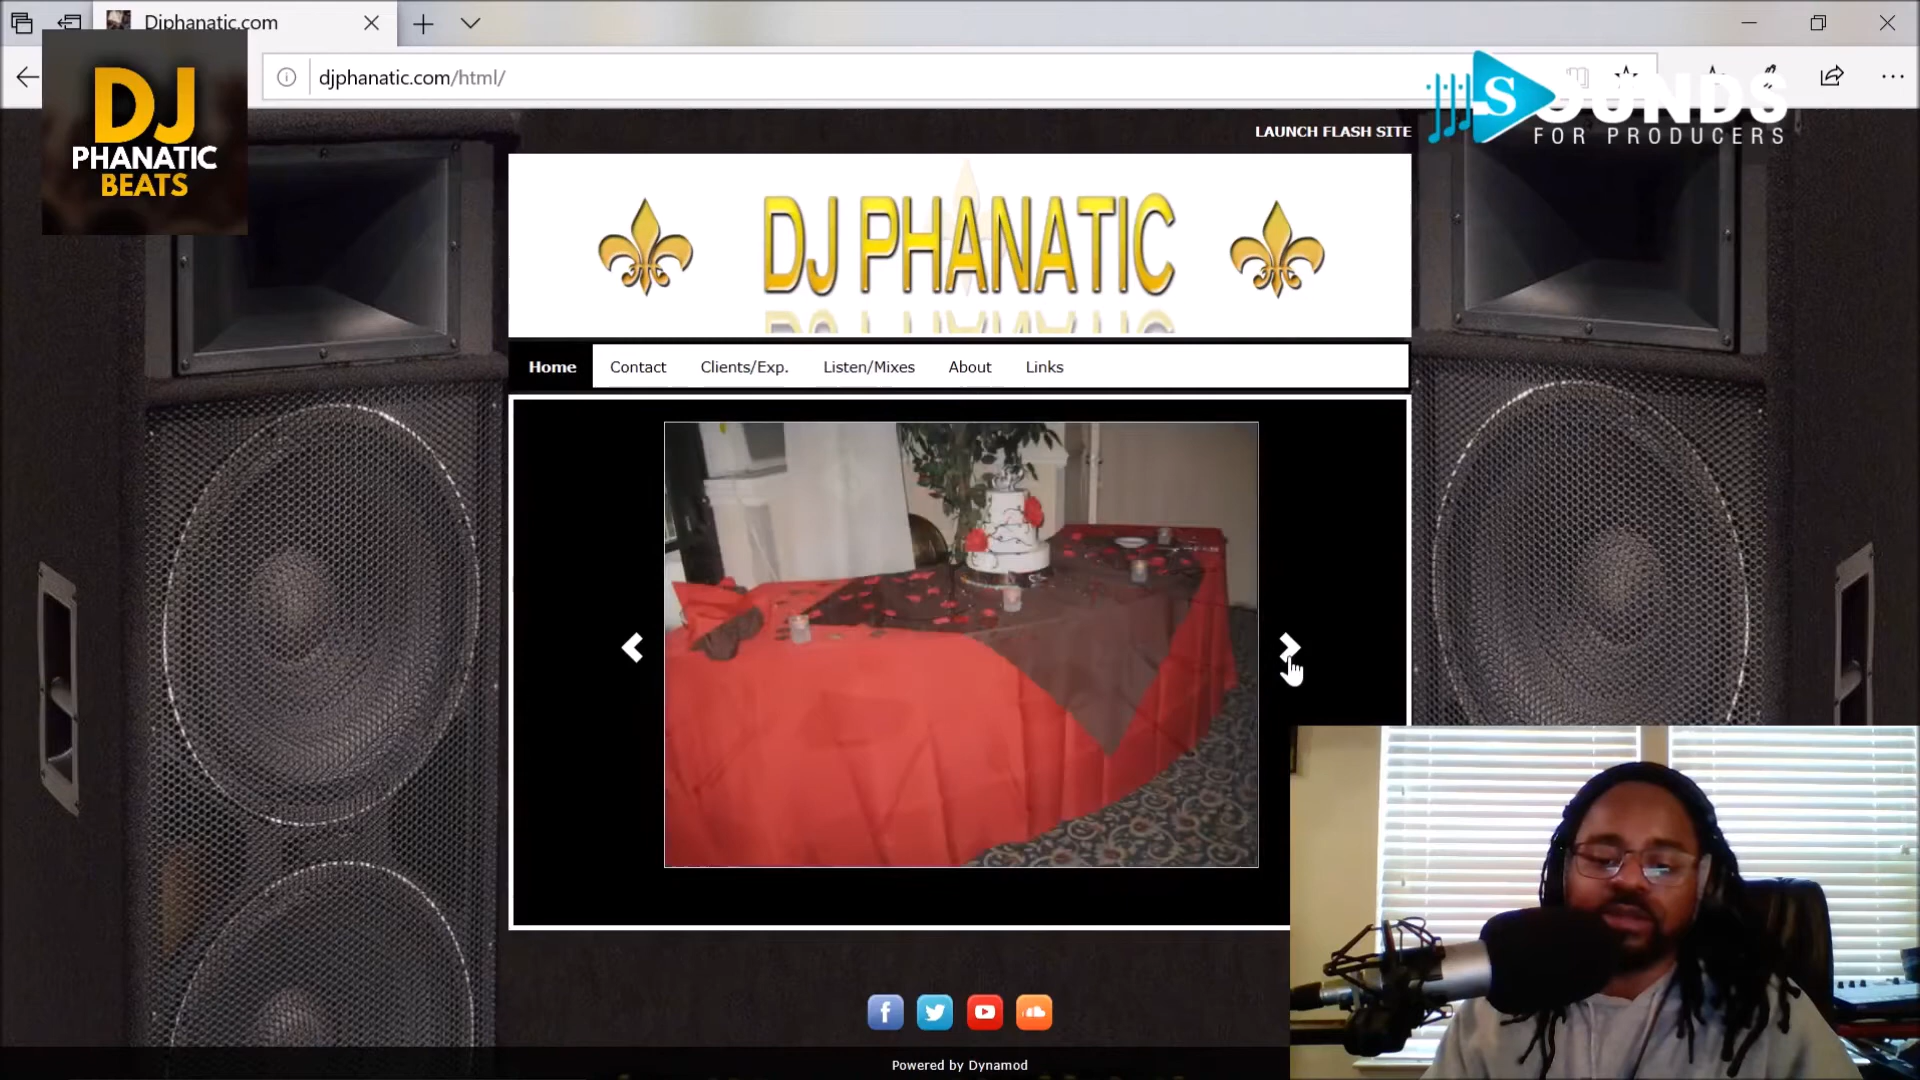 Djphanatic.com
djphanatic.com/html/
DJ
PHANATIC
BEATS
SOUNDS
FOR PRODUCERS
LAUNCH FLASH SITE
DJ PHANATIC
Home Contact Clients/Exp. Listen/Mixes About Links
Powered by Dynamod